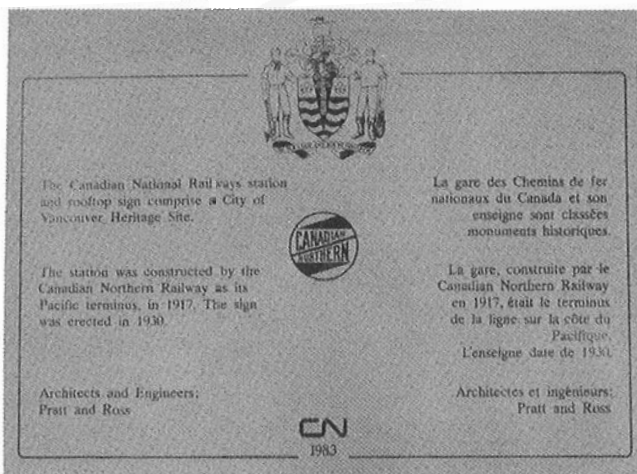 The Canadian National Railways station
and rooftop sign comprise a City of
Vancouver Heritage Site.
The station was constructed by the
Canadian Northern Railway as its
Pacific terminus, in 1917. The sign
was erected in 1930.
Architects and Engineers:
Pratt and Ross
CANADIAN
NORTHERN
La gare des Chemins de fer
nationaux du Canada et son
enseigne sont classées
monuments historiques.
La gare, construite par le
Canadian Northern Railway
en 1917, était le terminus
de la ligne sur la côte du
Pacifique.
L'enseigne date de 1930.
Architectes et ingénieurs:
Pratt and Ross
CN
1983